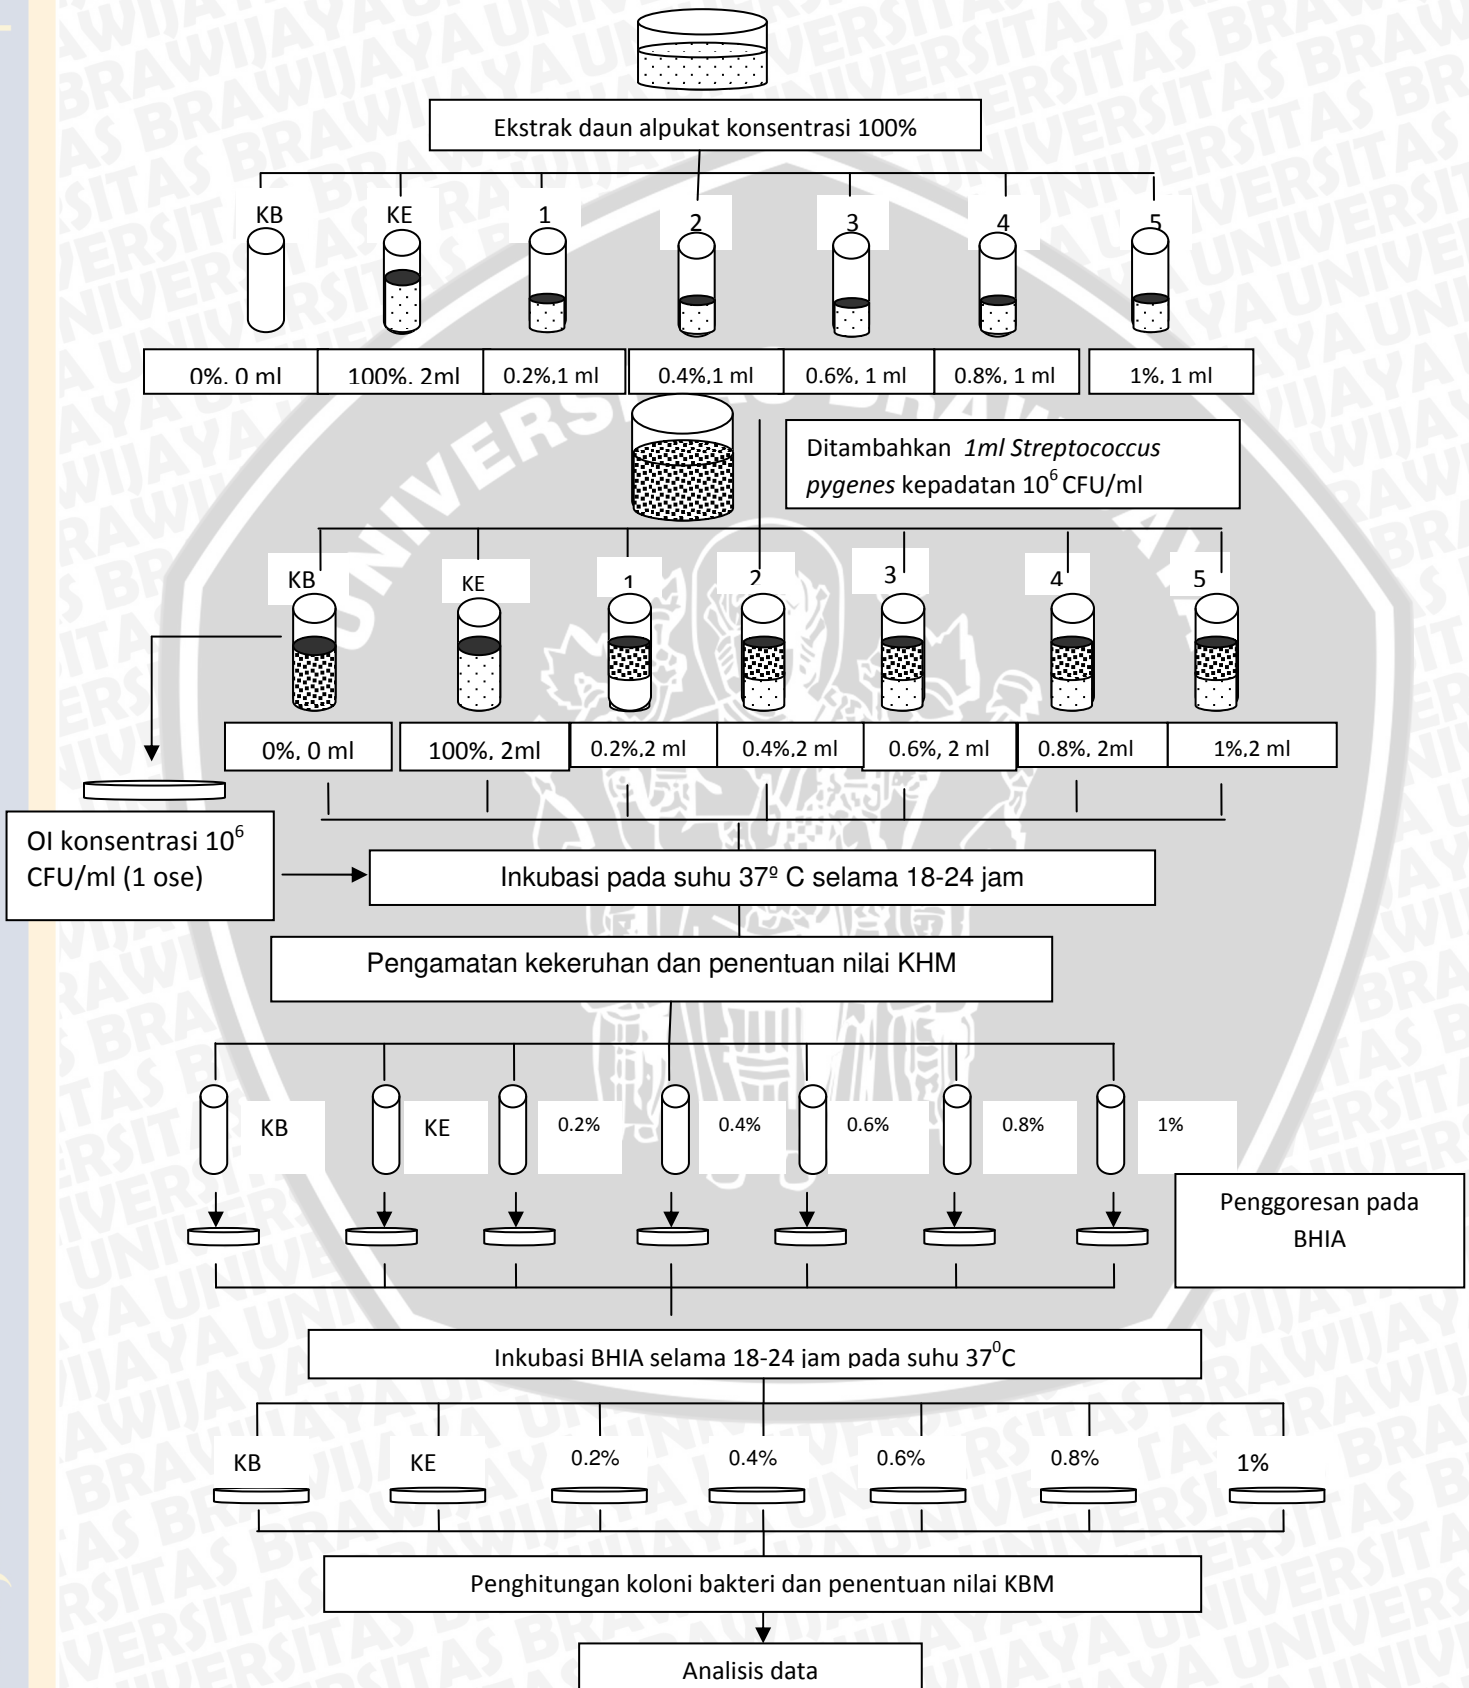 Ekstrak daun alpukat konsentrasi 100%
KB KE 1 2 3 4 5
0%. 0 ml 100%. 2ml 0.2%,1 ml 0.4%,1 ml 0.6%, 1 ml 0.8%, 1 ml 1%, 1 ml
Ditambahkan 1ml Streptococcus
pygenes kepadatan 10⁶ CFU/ml
KB KE 1 2 3 4 5
0%. 0 ml 100%. 2ml 0.2%,2 ml 0.4%,2 ml 0.6%, 2 ml 0.8%, 2ml 1%,2 ml
OI konsentrasi 10⁶
CFU/ml (1 ose)
Inkubasi pada suhu 37º C selama 18-24 jam
Pengamatan kekeruhan dan penentuan nilai KHM
KB KE 0.2% 0.4% 0.6% 0.8% 1%
Penggoresan pada
BHIA
Inkubasi BHIA selama 18-24 jam pada suhu 37⁰C
KB KE 0.2% 0.4% 0.6% 0.8% 1%
Penghitungan koloni bakteri dan penentuan nilai KBM
Analisis data
UNIVERSITAS BRAWIJAYA